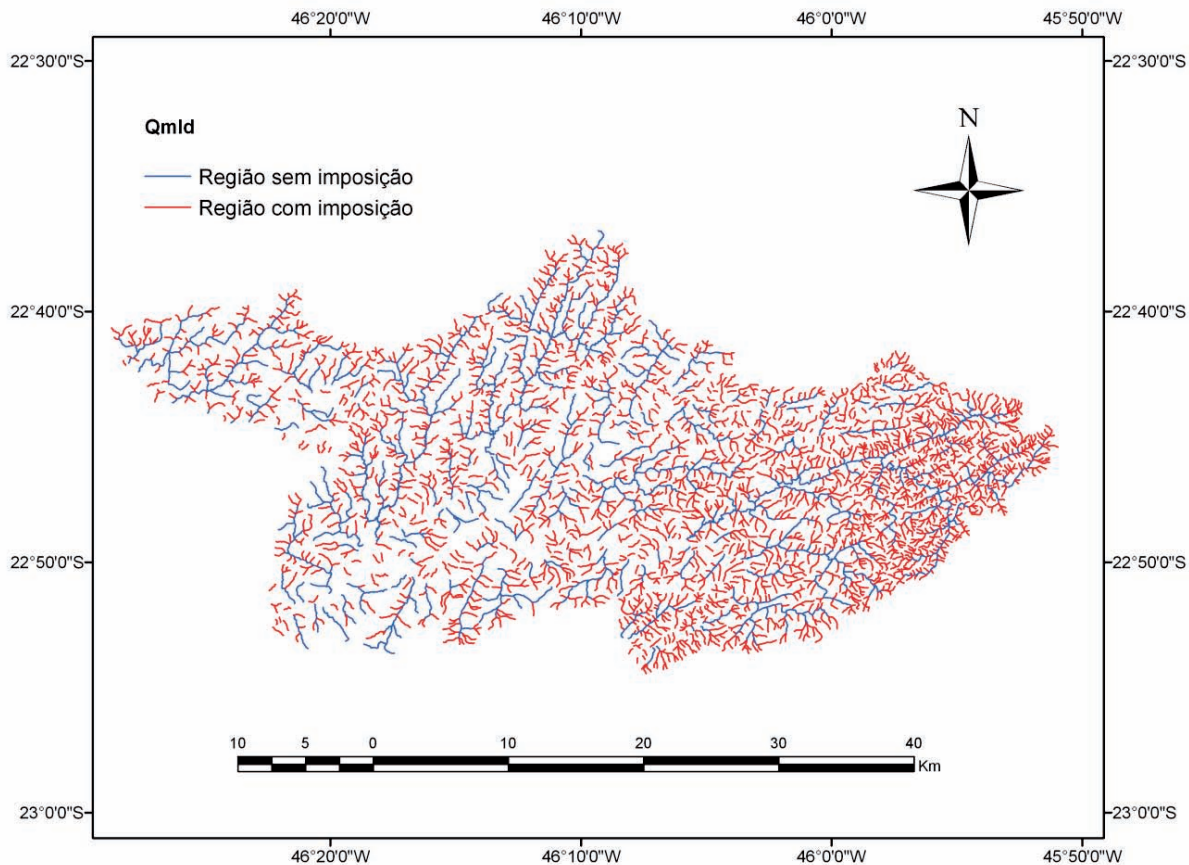 46°20'0"W 46°10'0"W 46°0'0"W 45°50'0"W
22°30'0"S 22°30'0"S
N
Qmld
Região sem imposição
Região com imposição
22°40'0"S 22°40'0"S
22°50'0"S 22°50'0"S
10 5 0 10 20 30 40
Km
23°0'0"S 23°0'0"S
46°20'0"W 46°10'0"W 46°0'0"W 45°50'0"W